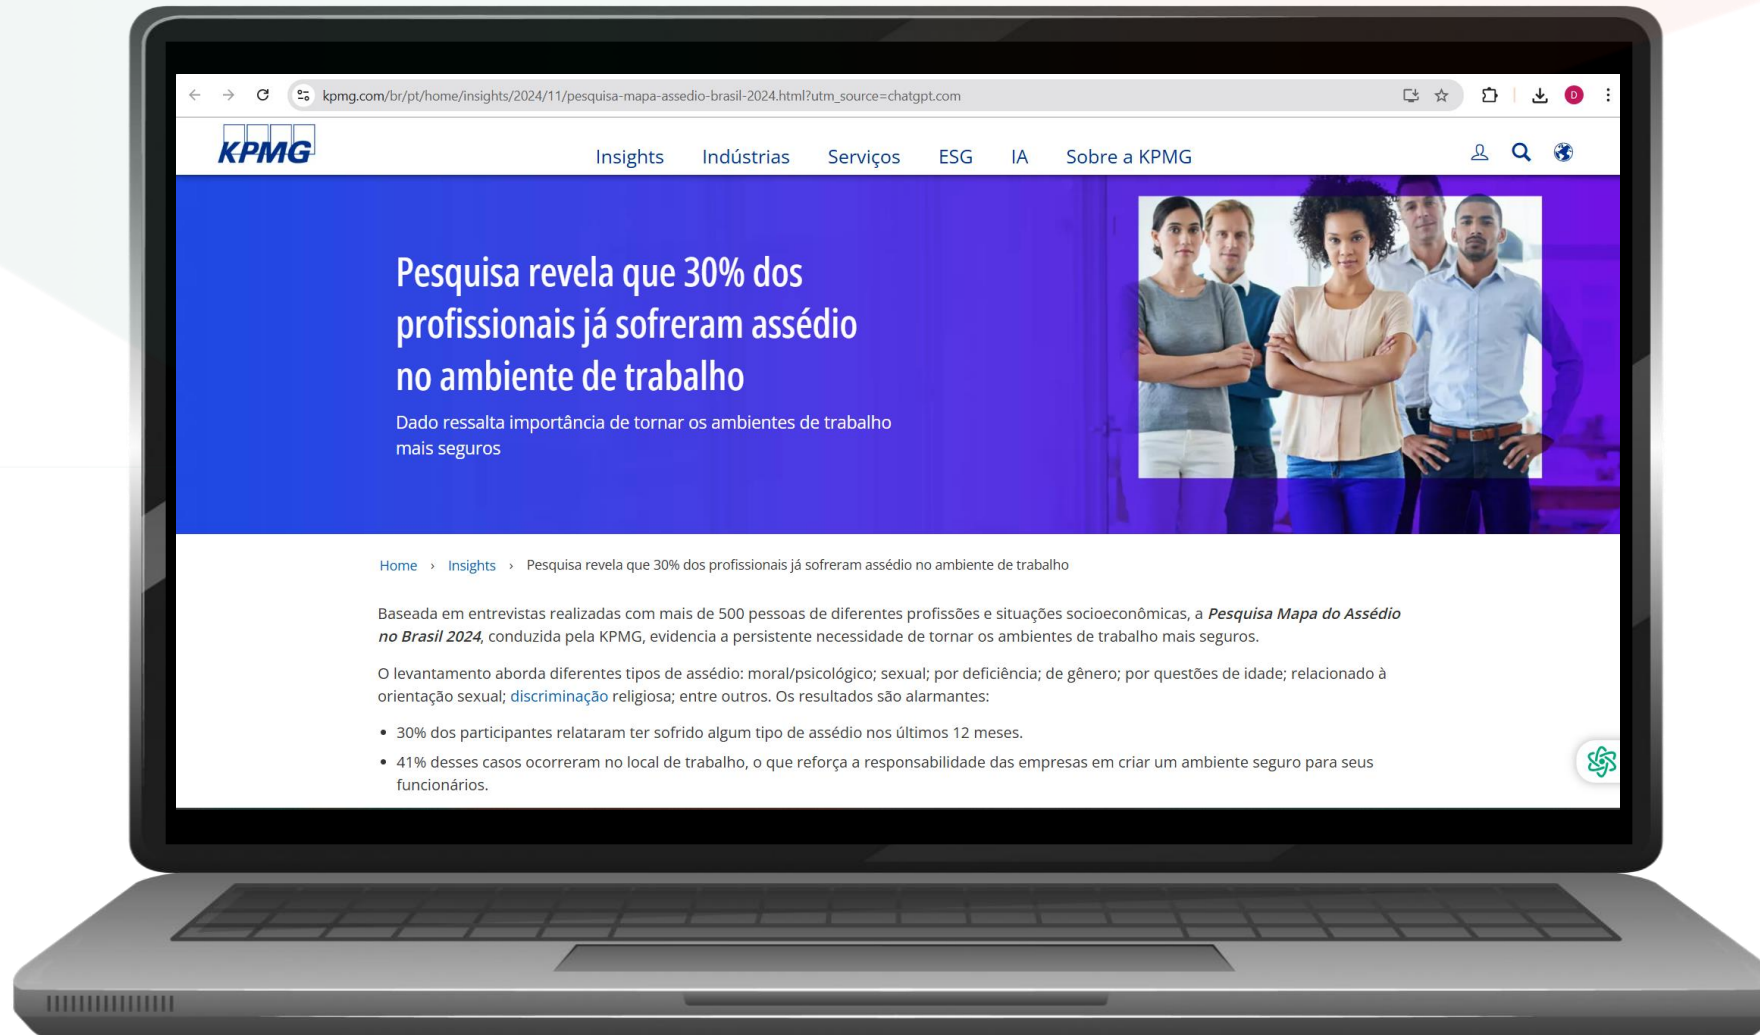 kpmg.com/br/pt/home/insights/2024/11/pesquisa-mapa-assedio-brasil-2024.html?utm_source=chatgpt.com
D
KPMG
Insights Indústrias Serviços ESG IA Sobre a KPMG
Pesquisa revela que 30% dos
profissionais já sofreram assédio
no ambiente de trabalho
Dado ressalta importância de tornar os ambientes de trabalho
mais seguros
Home › Insights › Pesquisa revela que 30% dos profissionais já sofreram assédio no ambiente de trabalho
Baseada em entrevistas realizadas com mais de 500 pessoas de diferentes profissões e situações socioeconômicas, a Pesquisa Mapa do Assédio
no Brasil 2024, conduzida pela KPMG, evidencia a persistente necessidade de tornar os ambientes de trabalho mais seguros.
O levantamento aborda diferentes tipos de assédio: moral/psicológico; sexual; por deficiência; de gênero; por questões de idade; relacionado à
orientação sexual; discriminação religiosa; entre outros. Os resultados são alarmantes:
• 30% dos participantes relataram ter sofrido algum tipo de assédio nos últimos 12 meses.
• 41% desses casos ocorreram no local de trabalho, o que reforça a responsabilidade das empresas em criar um ambiente seguro para seus
funcionários.